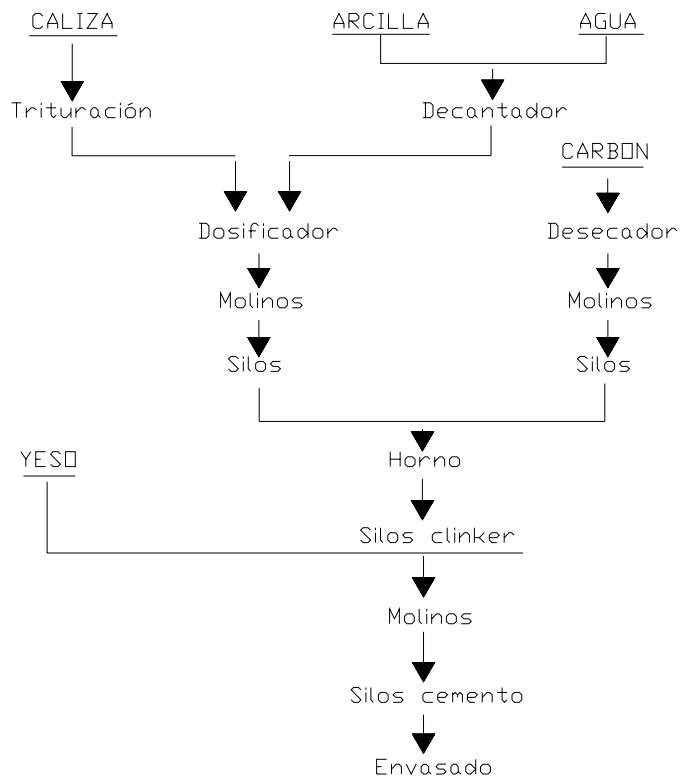 CALIZA
ARCILLA
AGUA
Trituración
Decantador
CARBON
Dosificador
Desecador
Molinos
Molinos
Silos
Silos
YESO
Horno
Silos clinker
Molinos
Silos cemento
Envasado